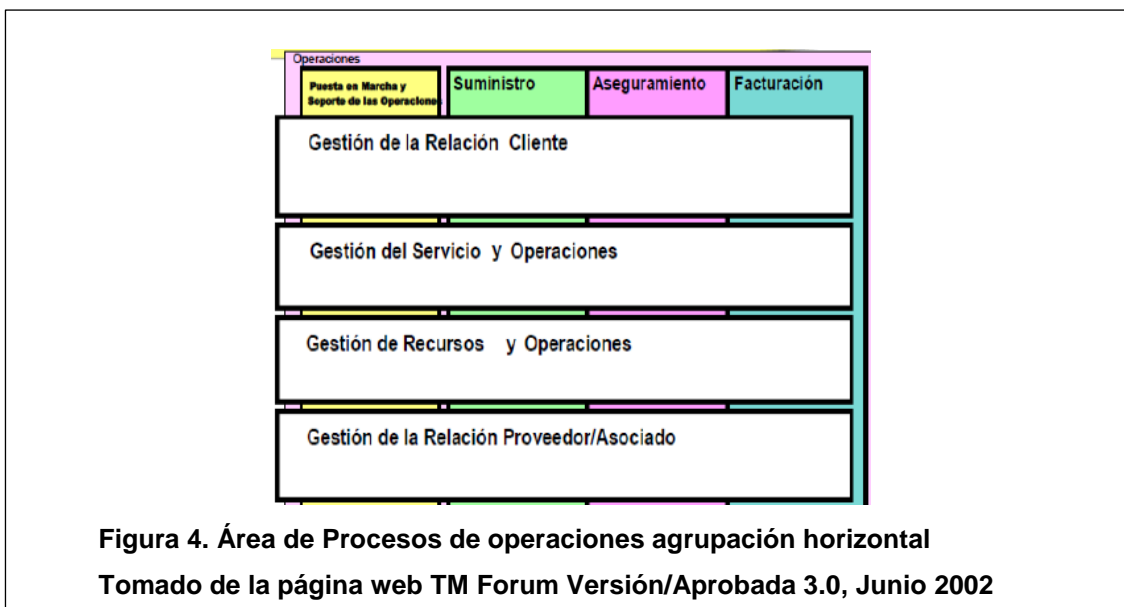 Operaciones
Puesta en Marcha y
Soporte de las Operaciones
Suministro
Aseguramiento
Facturación
Gestión de la Relación Cliente
Gestión del Servicio y Operaciones
Gestión de Recursos y Operaciones
Gestión de la Relación Proveedor/Asociado
Figura 4. Área de Procesos de operaciones agrupación horizontal
Tomado de la página web TM Forum Versión/Aprobada 3.0, Junio 2002